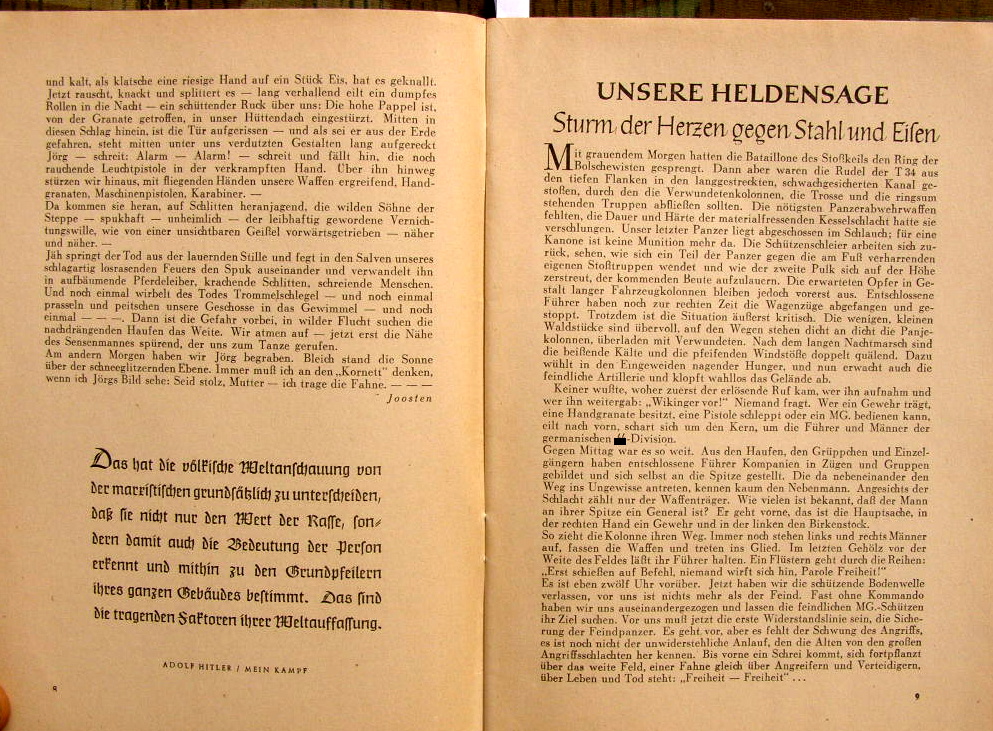 und kalt, als klatsche eine riesige Hand auf ein Stück Eis, hat es geknallt.
Jetzt rauscht, knackt und splittert es — lang verhallend eilt ein dumpfes
Rollen in die Nacht — ein schüttender Ruck über uns: Die hohe Pappel ist,
von der Granate getroffen, in unser Hüttendach eingestürzt. Mitten in
diesen Schlag hinein, ist die Tür aufgerissen — und als sei er aus der Erde
gefahren, steht mitten unter uns verdutzten Gestalten lang aufgereckt
Jörg — schreit: Alarm — Alarm! — schreit und fällt hin, die noch
rauchende Leuchtpistole in der verkrampften Hand. Über ihn hinweg
stürzen wir hinaus, mit fliegenden Händen unsere Waffen ergreifend, Hand-
granaten, Maschinenpistolen, Karabiner. —
Da kommen sie heran, auf Schlitten heranjagend, die wilden Söhne der
Steppe — spukhaft — unheimlich — der leibhaftig gewordene Vernich-
tungswille, wie von einer unsichtbaren Geißel vorwärtsgetrieben — näher
und näher. —
Jäh springt der Tod aus der lauernden Stille und fegt in den Salven unseres
schlagartig losrasenden Feuers den Spuk auseinander und verwandelt ihn
in aufbäumende Pferdeleiber, krachende Schlitten, schreiende Menschen.
Und noch einmal wirbelt des Todes Trommelschlegel — und noch einmal
prasseln und peitschen unsere Geschosse in das Gewimmel — und noch
einmal — — —. Dann ist die Gefahr vorbei, in wilder Flucht suchen die
nachdrängenden Haufen das Weite. Wir atmen auf — jetzt erst die Nähe
des Sensenmannes spürend, der uns zum Tanze gerufen.
Am andern Morgen haben wir Jörg begraben. Bleich stand die Sonne
über der schneeglitzernden Ebene. Immer muß ich an den „Kornett" denken,
wenn ich Jörgs Bild sehe: Seid stolz, Mutter — ich trage die Fahne. — — —
Joosten
Das hat die völkische Weltanschauung von
der marxistischen grundsätzlich zu unterscheiden,
daß sie nicht nur den Wert der Rasse, son-
dern damit auch die Bedeutung der Person
erkennt und mithin zu den Grundpfeilern
ihres ganzen Gebäudes bestimmt. Das sind
die tragenden Faktoren ihrer Weltauffassung.
ADOLF HITLER / MEIN KAMPF
8
UNSERE HELDENSAGE
Sturm der Herzen gegen Stahl und Eisen
Mit grauendem Morgen hatten die Bataillone des Stoßkeils den Ring der
Bolschewisten gesprengt. Dann aber waren die Rudel der T 34 aus
den tiefen Flanken in den langgestreckten, schwachgesicherten Kanal ge-
stoßen, durch den die Verwundetenkolonnen, die Trosse und die ringsum
stehenden Truppen abfließen sollten. Die nötigsten Panzerabwehrwaffen
fehlten, die Dauer und Härte der materialfressenden Kesselschlacht hatte sie
verschlungen. Unser letzter Panzer liegt abgeschossen im Schlauch; für eine
Kanone ist keine Munition mehr da. Die Schützenschleier arbeiten sich zu-
rück, sehen, wie sich ein Teil der Panzer gegen die am Fuß verharrenden
eigenen Stoßtruppen wendet und wie der zweite Pulk sich auf der Höhe
zerstreut, der kommenden Beute aufzulauern. Die erwarteten Opfer in Ge-
stalt langer Fahrzeugkolonnen bleiben jedoch vorerst aus. Entschlossene
Führer haben noch zur rechten Zeit die Wagenzüge abgefangen und ge-
stoppt. Trotzdem ist die Situation äußerst kritisch. Die wenigen, kleinen
Waldstücke sind übervoll, auf den Wegen stehen dicht an dicht die Panje-
kolonnen, überladen mit Verwundeten. Nach dem langen Nachtmarsch sind
die beißende Kälte und die pfeifenden Windstöße doppelt quälend. Dazu
wühlt in den Eingeweiden nagender Hunger, und nun erwacht auch die
feindliche Artillerie und klopft wahllos das Gelände ab.
Keiner wußte, woher zuerst der erlösende Ruf kam, wer ihn aufnahm und
wer ihn weitergab: „Wikinger vor!" Niemand fragt. Wer ein Gewehr trägt,
eine Handgranate besitzt, eine Pistole schleppt oder ein MG. bedienen kann,
eilt nach vorn, schart sich um den Kern, um die Führer und Männer der
germanischen -Division.
Gegen Mittag war es so weit. Aus den Haufen, den Grüppchen und Einzel-
gängern haben entschlossene Führer Kompanien in Zügen und Gruppen
gebildet und sich selbst an die Spitze gestellt. Die da nebeneinander den
Weg ins Ungewisse antreten, kennen kaum den Nebenmann. Angesichts der
Schlacht zählt nur der Waffenträger. Wie vielen ist bekannt, daß der Mann
an ihrer Spitze ein General ist? Er geht vorne, das ist die Hauptsache, in
der rechten Hand ein Gewehr und in der linken den Birkenstock.
So zieht die Kolonne ihren Weg. Immer noch stehen links und rechts Männer
auf, fassen die Waffen und treten ins Glied. Im letzten Gehölz vor der
Weite des Feldes läßt ihr Führer halten. Ein Flüstern geht durch die Reihen:
„Erst schießen auf Befehl, niemand wirft sich hin, Parole Freiheit!"
Es ist eben zwölf Uhr vorüber. Jetzt haben wir die schützende Bodenwelle
verlassen, vor uns ist nichts mehr als der Feind. Fast ohne Kommando
haben wir uns auseinandergezogen und lassen die feindlichen MG.-Schützen
ihr Ziel suchen. Vor uns muß jetzt die erste Widerstandslinie sein, die Siche-
rung der Feindpanzer. Es geht vor, aber es fehlt der Schwung des Angriffs,
es ist noch nicht der unwiderstehliche Anlauf, den die Alten von den großen
Angriffsschlachten her kennen. Bis vorne ein Schrei kommt, sich fortpflanzt
über das weite Feld, einer Fahne gleich über Angreifern und Verteidigern,
über Leben und Tod steht: „Freiheit — Freiheit" ...
9